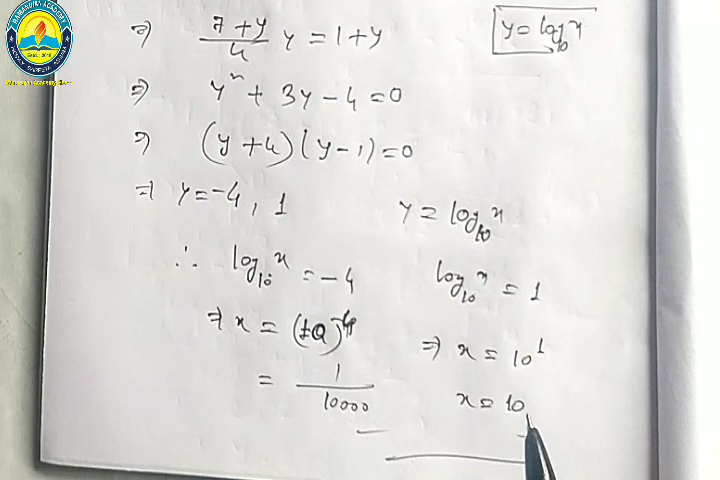 ⇒ (7 + y)/4 y = 1 + y
y = log₁₀x
⇒ y² + 3y - 4 = 0
⇒ (y + 4)(y - 1) = 0
⇒ y = -4, 1
y = log₁₀x
∴ log₁₀x = -4
log₁₀x = 1
⇒ x = (10)⁻⁴
⇒ x = 10¹
= 1/10000
x = 10